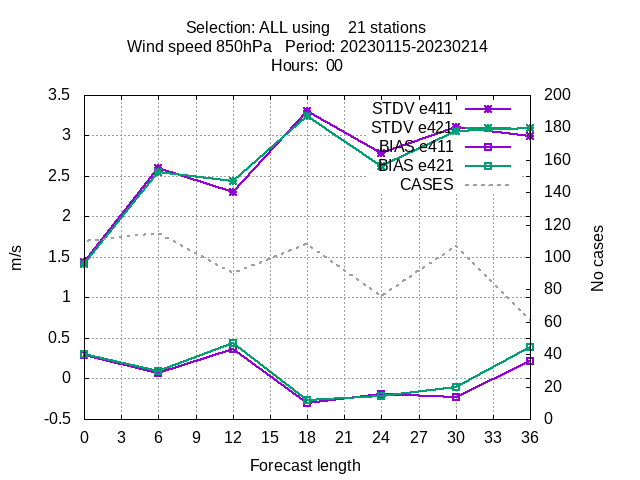 Selection: ALL using 21 stations
Wind speed 850hPa Period: 20230115-20230214
Hours: 00
3.5
3
2.5
2
1.5
1
0.5
0
-0.5
m/s
STDV e411
STDV e421
BIAS e411
BIAS e421
CASES
200
180
160
140
120
100
80
60
40
20
0
No cases
0 3 6 9 12 15 18 21 24 27 30 33 36
Forecast length